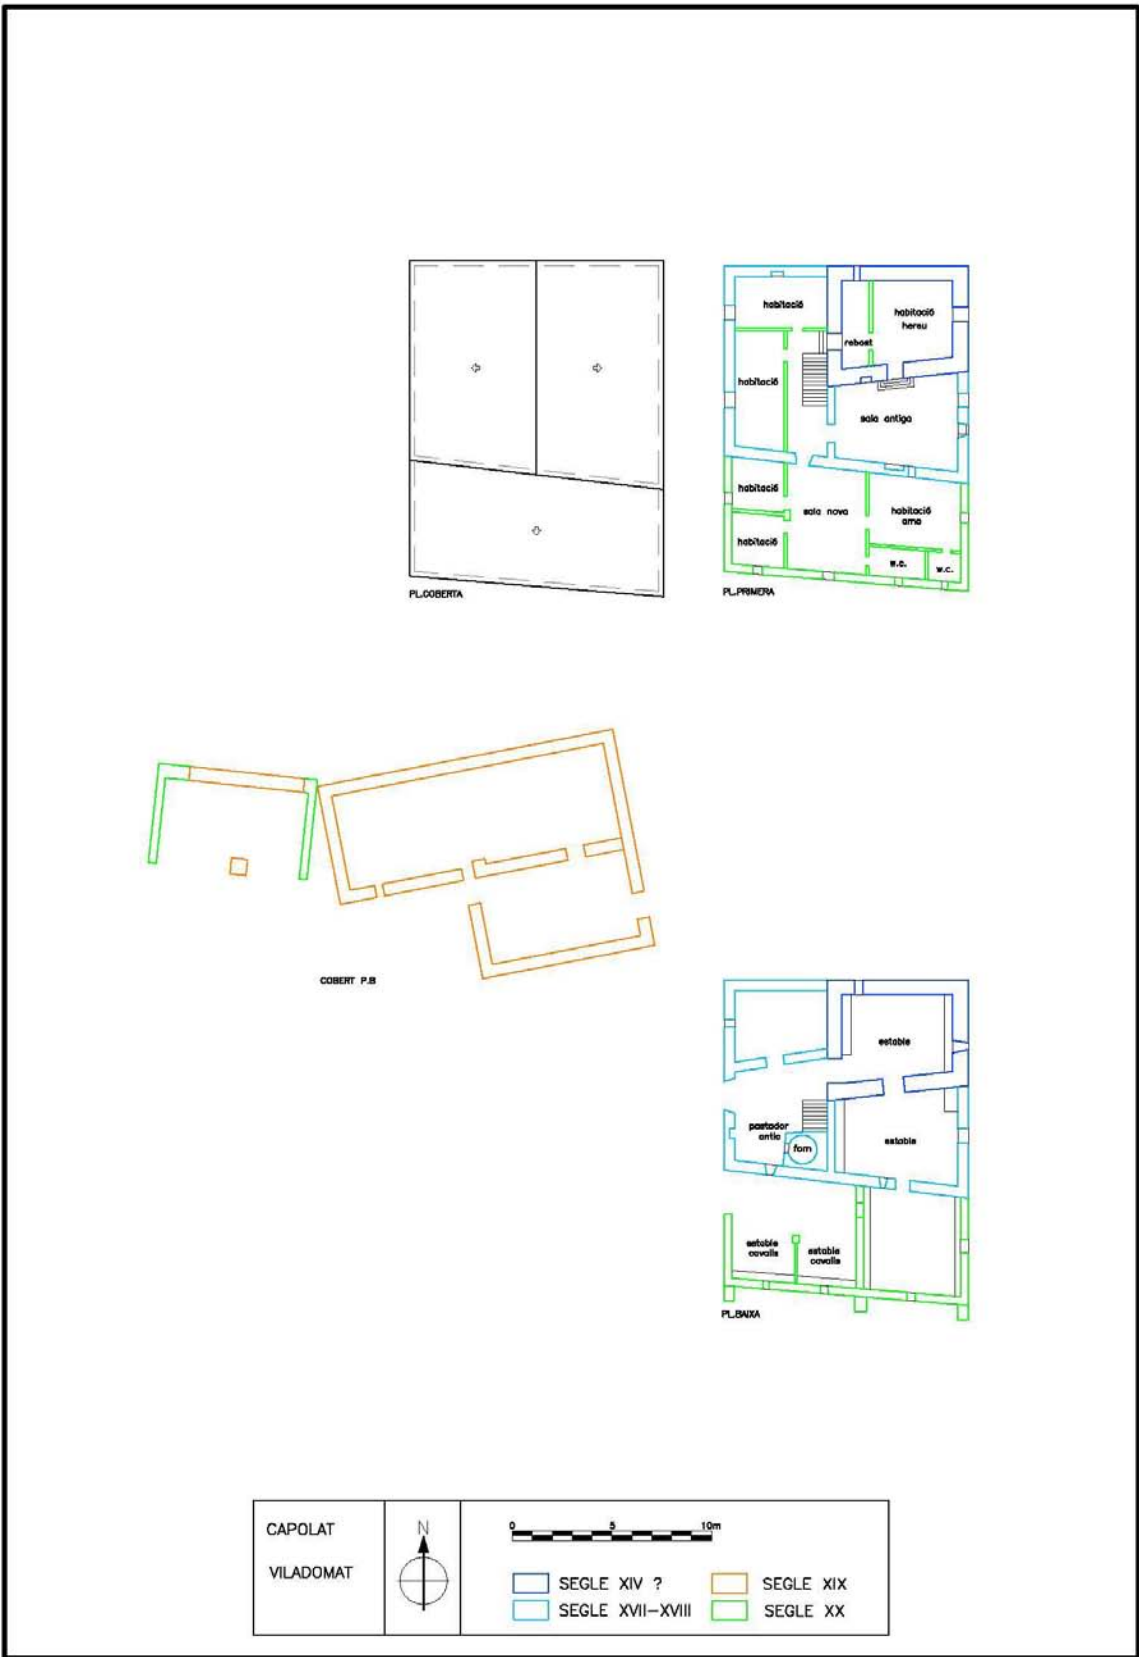 habitació
habitació
hereu
rebost
habitació
sala antiga
habitació
sala nova
habitació
ama
habitació
w.c.
w.c.
PL.COBERTA
PL.PRIMERA
COBERT P.B
estable
pastador
antic
estable
forn
estable
cavalls
estable
cavalls
PL.BAIXA
CAPOLAT
VILADOMAT
N
0 5 10m
SEGLE XIV ?
SEGLE XIX
SEGLE XVII-XVIII
SEGLE XX